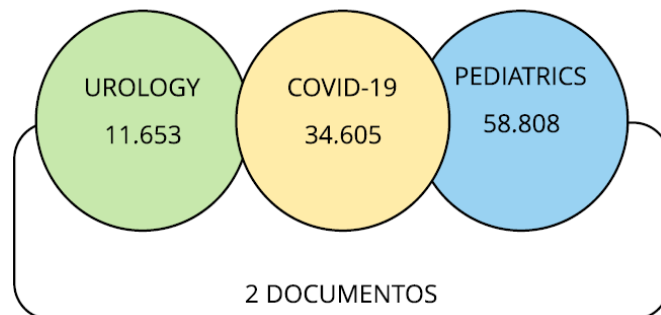 UROLOGY
11.653
COVID-19
34.605
PEDIATRICS
58.808
2 DOCUMENTOS